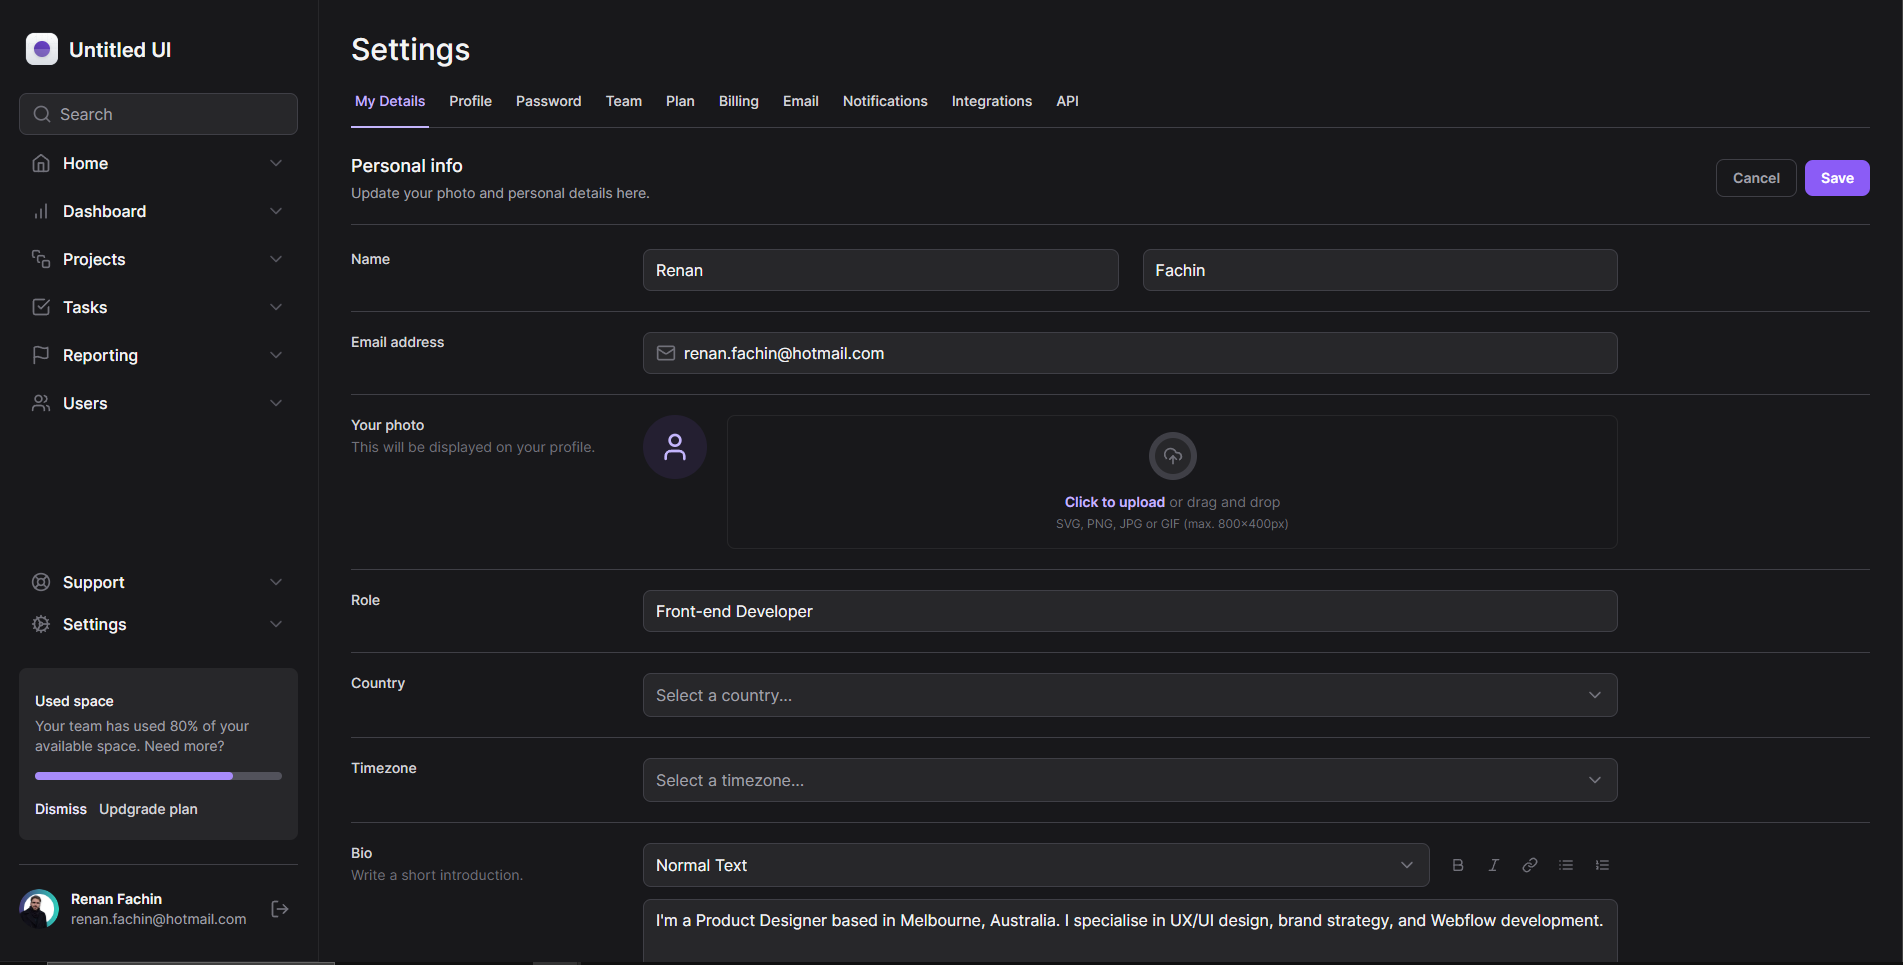 Untitled UI
Search
Home
Dashboard
Projects
Tasks
Reporting
Users
Support
Settings
Used space
Your team has used 80% of your
available space. Need more?
Dismiss Updgrade plan
Renan Fachin
renan.fachin@hotmail.com
Settings
My Details Profile Password Team Plan Billing Email Notifications Integrations API
Personal info
Update your photo and personal details here.
Cancel Save
Name
Renan Fachin
Email address
renan.fachin@hotmail.com
Your photo
This will be displayed on your profile.
Click to upload or drag and drop
SVG, PNG, JPG or GIF (max. 800×400px)
Role
Front-end Developer
Country
Select a country...
Timezone
Select a timezone...
Bio
Write a short introduction.
Normal Text
I'm a Product Designer based in Melbourne, Australia. I specialise in UX/UI design, brand strategy, and Webflow development.